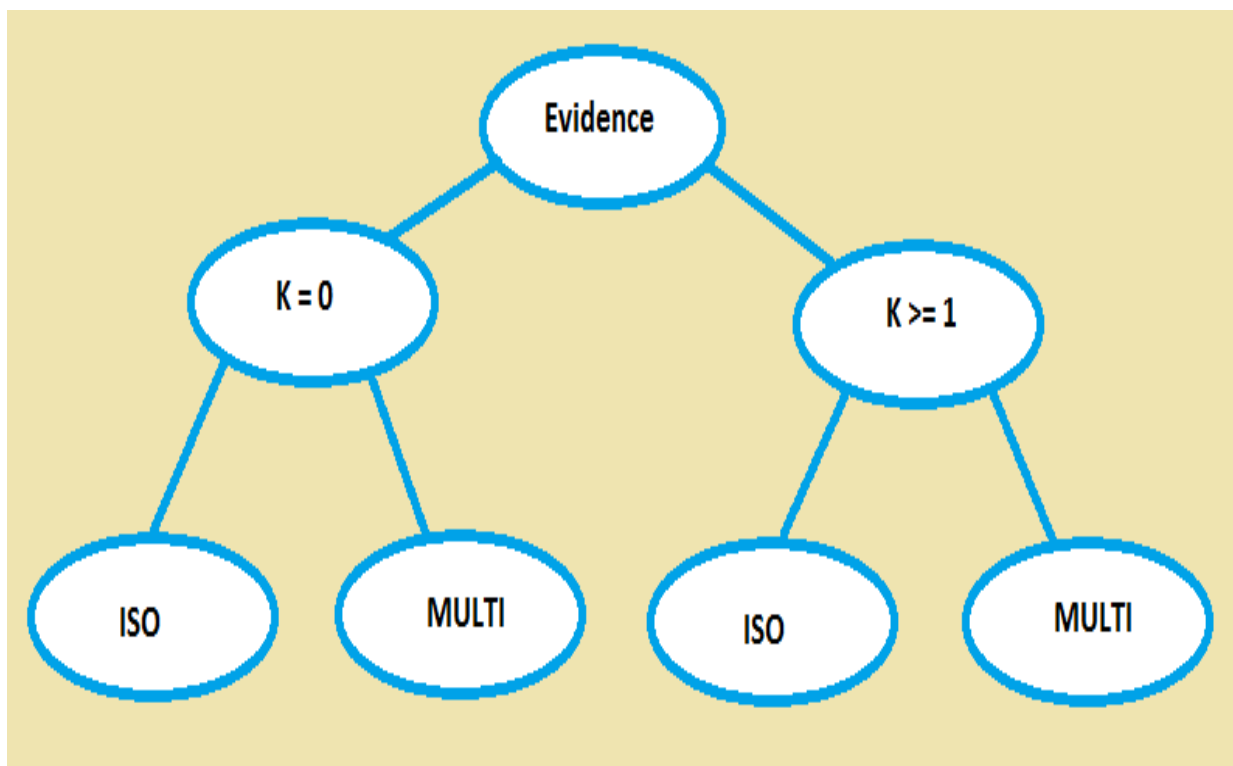 Evidence
K = 0
K >= 1
ISO
MULTI
ISO
MULTI